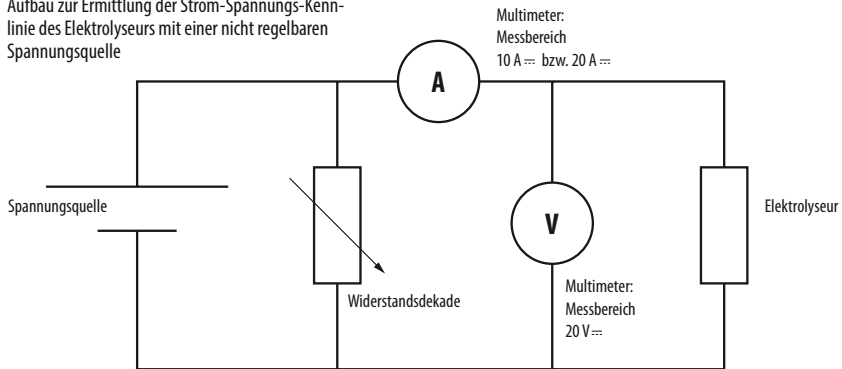 Aufbau zur Ermittlung der Strom-Spannungs-Kenn-
linie des Elektrolyseurs mit einer nicht regelbaren
Spannungsquelle
Multimeter:
Messbereich
10 A ⎓ bzw. 20 A ⎓
A
Spannungsquelle
V
Elektrolyseur
Widerstandsdekade
Multimeter:
Messbereich
20 V ⎓